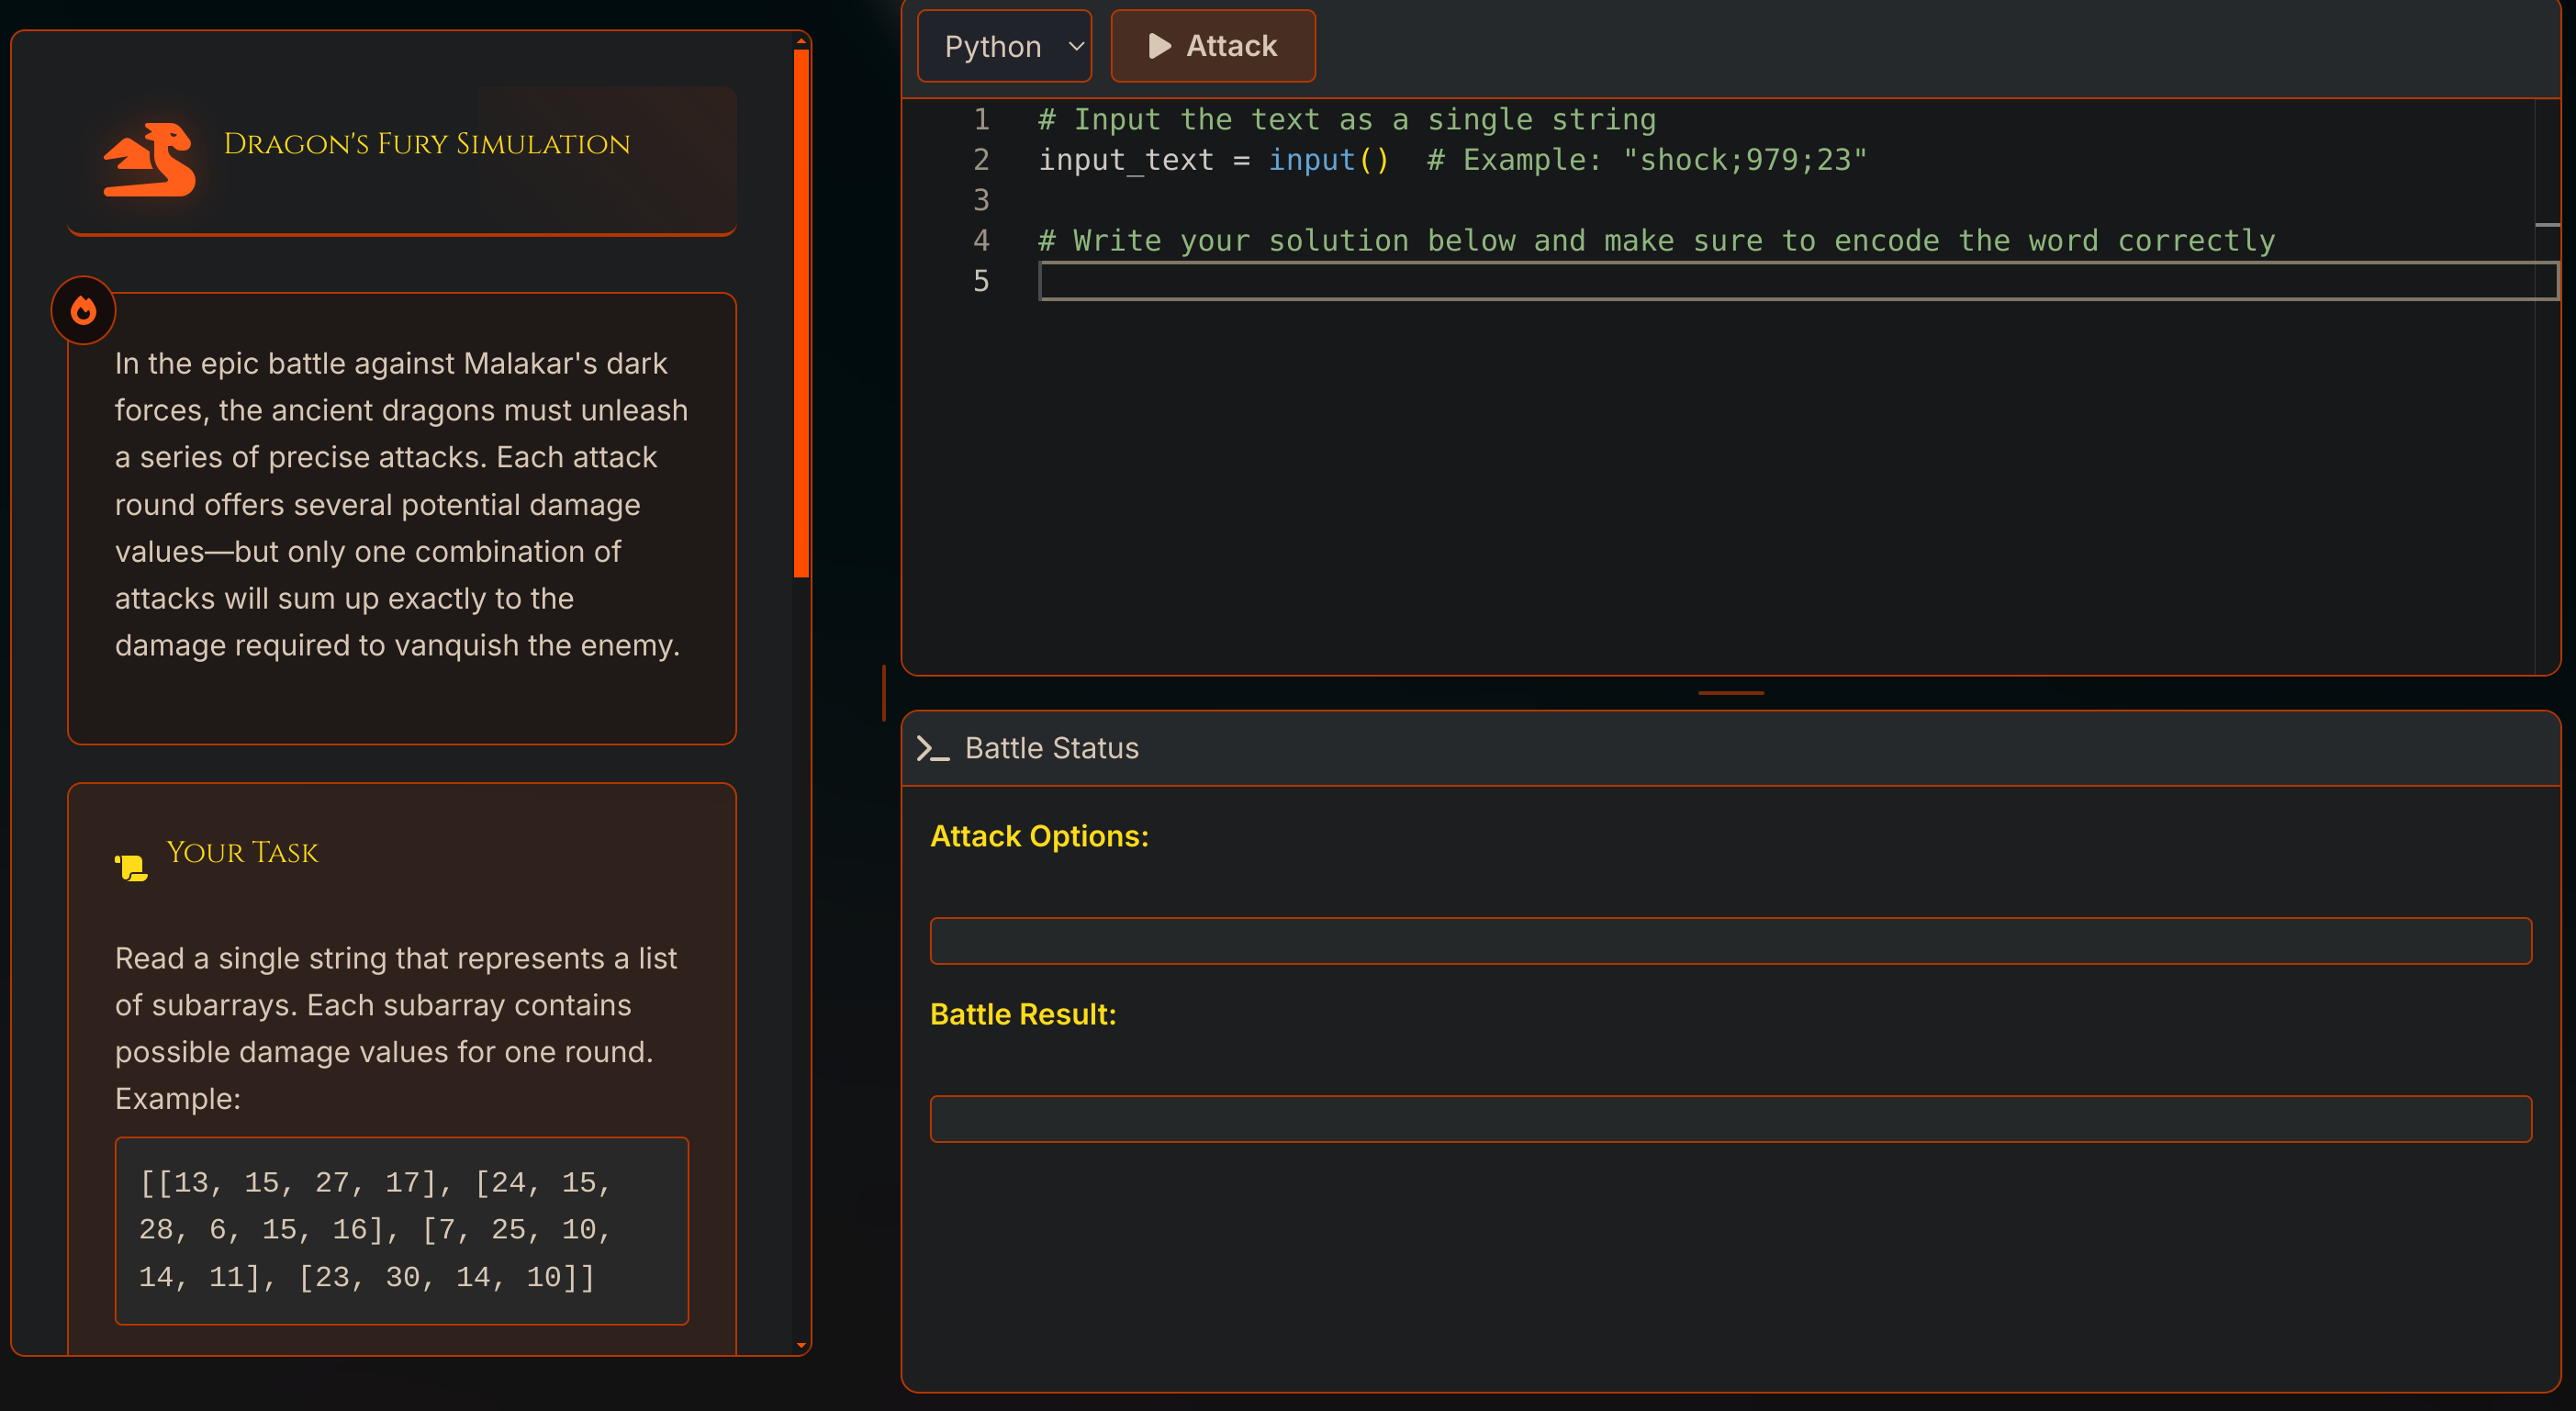 Dragon's Fury Simulation
In the epic battle against Malakar's dark
forces, the ancient dragons must unleash
a series of precise attacks. Each attack
round offers several potential damage
values—but only one combination of
attacks will sum up exactly to the
damage required to vanquish the enemy.
Your Task
Read a single string that represents a list
of subarrays. Each subarray contains
possible damage values for one round.
Example:
[[13, 15, 27, 17], [24, 15,
28, 6, 15, 16], [7, 25, 10,
14, 11], [23, 30, 14, 10]]
Python
Attack
1 # Input the text as a single string
2 input_text = input()  # Example: "shock;979;23"
3
4 # Write your solution below and make sure to encode the word correctly
5
Battle Status
Attack Options:
Battle Result: